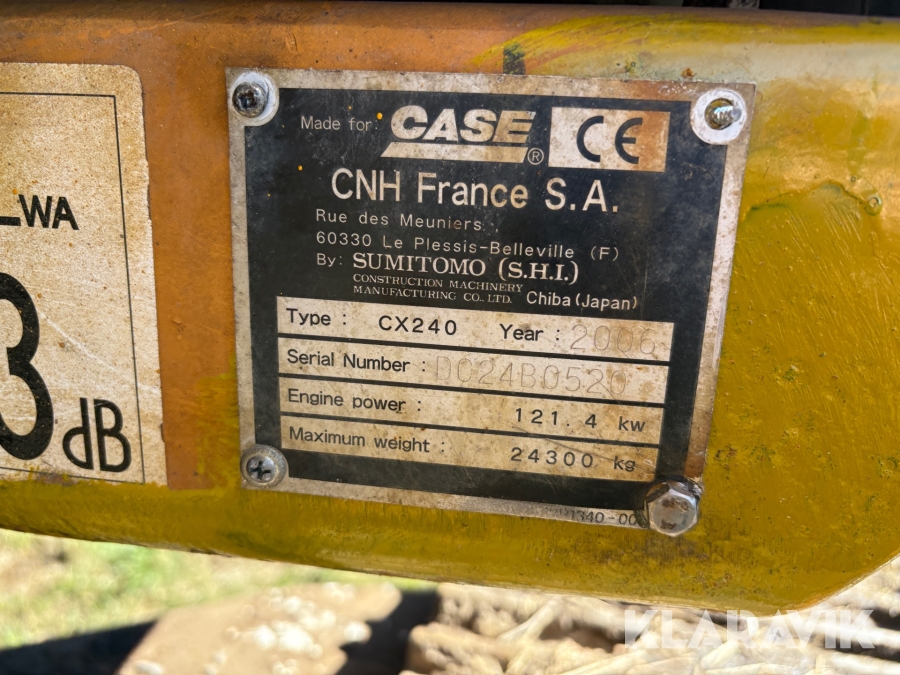 LWA
3 dB
Made for: CASE ® CE
CNH France S.A.
Rue des Meuniers
60330 Le Plessis-Belleville (F)
By: SUMITOMO (S.H.I.)
CONSTRUCTION MACHINERY
MANUFACTURING CO., LTD. Chiba (Japan)
Type : CX240 Year : 2006
Serial Number : DC24B0520
Engine power : 121.4 kw
Maximum weight : 24300 kg
KLARAVIK